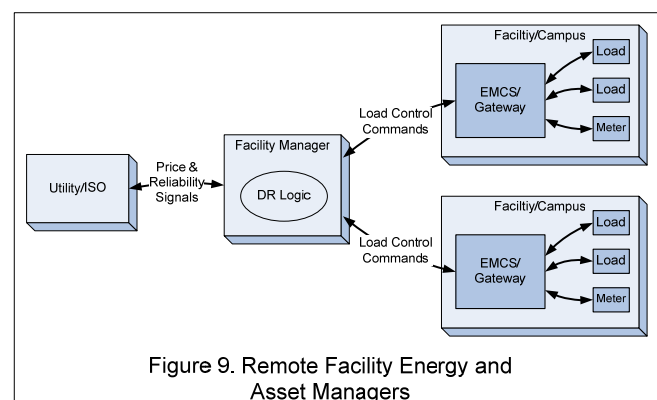 Utility/ISO
Price &
Reliability
Signals
Facility Manager
DR Logic
Load Control
Commands
Load Control
Commands
Faciltiy/Campus
EMCS/
Gateway
Load
Load
Meter
Faciltiy/Campus
EMCS/
Gateway
Load
Load
Meter
Figure 9. Remote Facility Energy and
Asset Managers